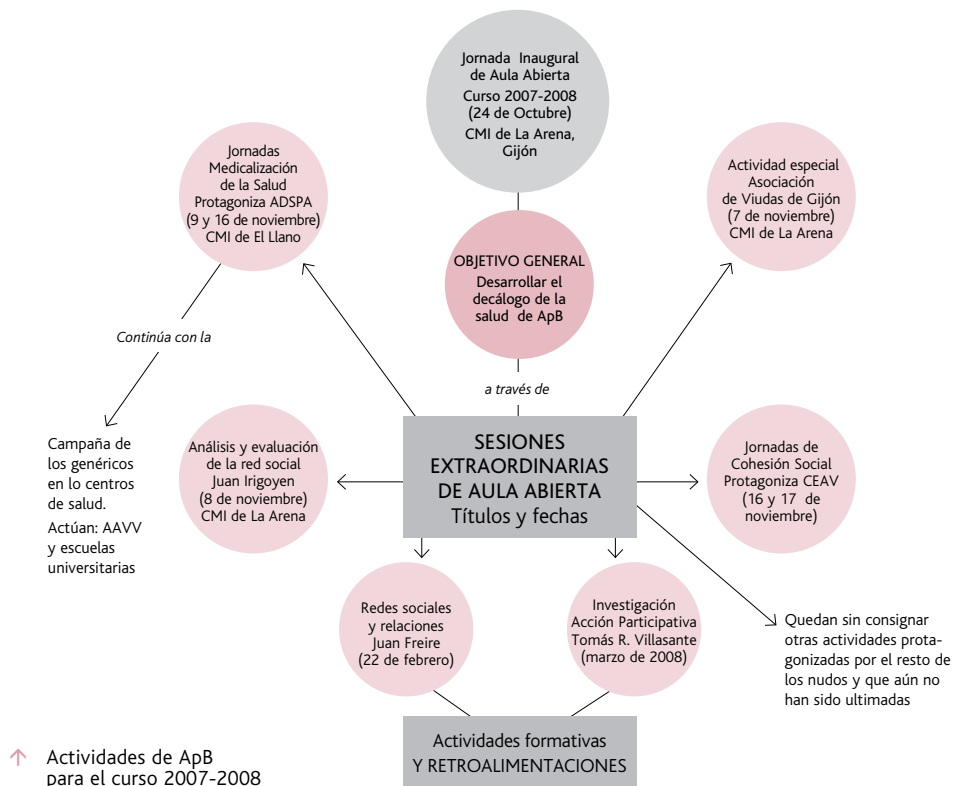 Jornada Inaugural
de Aula Abierta
Curso 2007-2008
(24 de Octubre)
CMI de La Arena,
Gijón
Jornadas
Medicalización
de la Salud
Protagoniza ADSPA
(9 y 16 de noviembre)
CMI de El Llano
Actividad especial
Asociación
de Viudas de Gijón
(7 de noviembre)
CMI de La Arena
OBJETIVO GENERAL
Desarrollar el
decálogo de la
salud de ApB
Continúa con la
a través de
Campaña de
los genéricos
en lo centros
de salud.
Actúan: AAVV
y escuelas
universitarias
Análisis y evaluación
de la red social
Juan Irigoyen
(8 de noviembre)
CMI de La Arena
SESIONES
EXTRAORDINARIAS
DE AULA ABIERTA
Títulos y fechas
Jornadas de
Cohesión Social
Protagoniza CEAV
(16 y 17 de
noviembre)
Redes sociales
y relaciones
Juan Freire
(22 de febrero)
Investigación
Acción Participativa
Tomás R. Villasante
(marzo de 2008)
Quedan sin consignar
otras actividades prota-
gonizadas por el resto de
los nudos y que aún no
han sido ultimadas
Actividades formativas
Y RETROALIMENTACIONES
↑ Actividades de ApB
para el curso 2007-2008